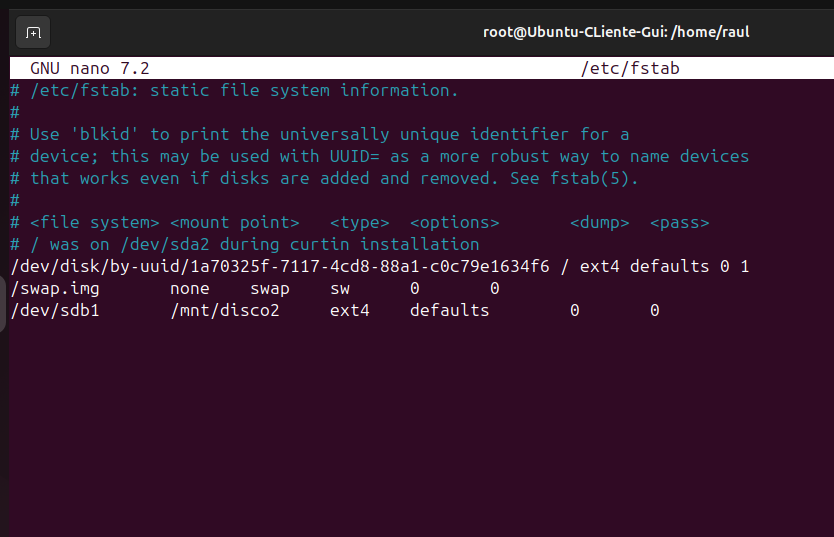 root@Ubuntu-CLiente-Gui: /home/raul
GNU nano 7.2 /etc/fstab
# /etc/fstab: static file system information.
#
# Use 'blkid' to print the universally unique identifier for a
# device; this may be used with UUID= as a more robust way to name devices
# that works even if disks are added and removed. See fstab(5).
#
# <file system> <mount point>   <type>  <options>       <dump>  <pass>
# / was on /dev/sda2 during curtin installation
/dev/disk/by-uuid/1a70325f-7117-4cd8-88a1-c0c79e1634f6 / ext4 defaults 0 1
/swap.img       none    swap    sw      0       0
/dev/sdb1       /mnt/disco2     ext4    defaults        0       0